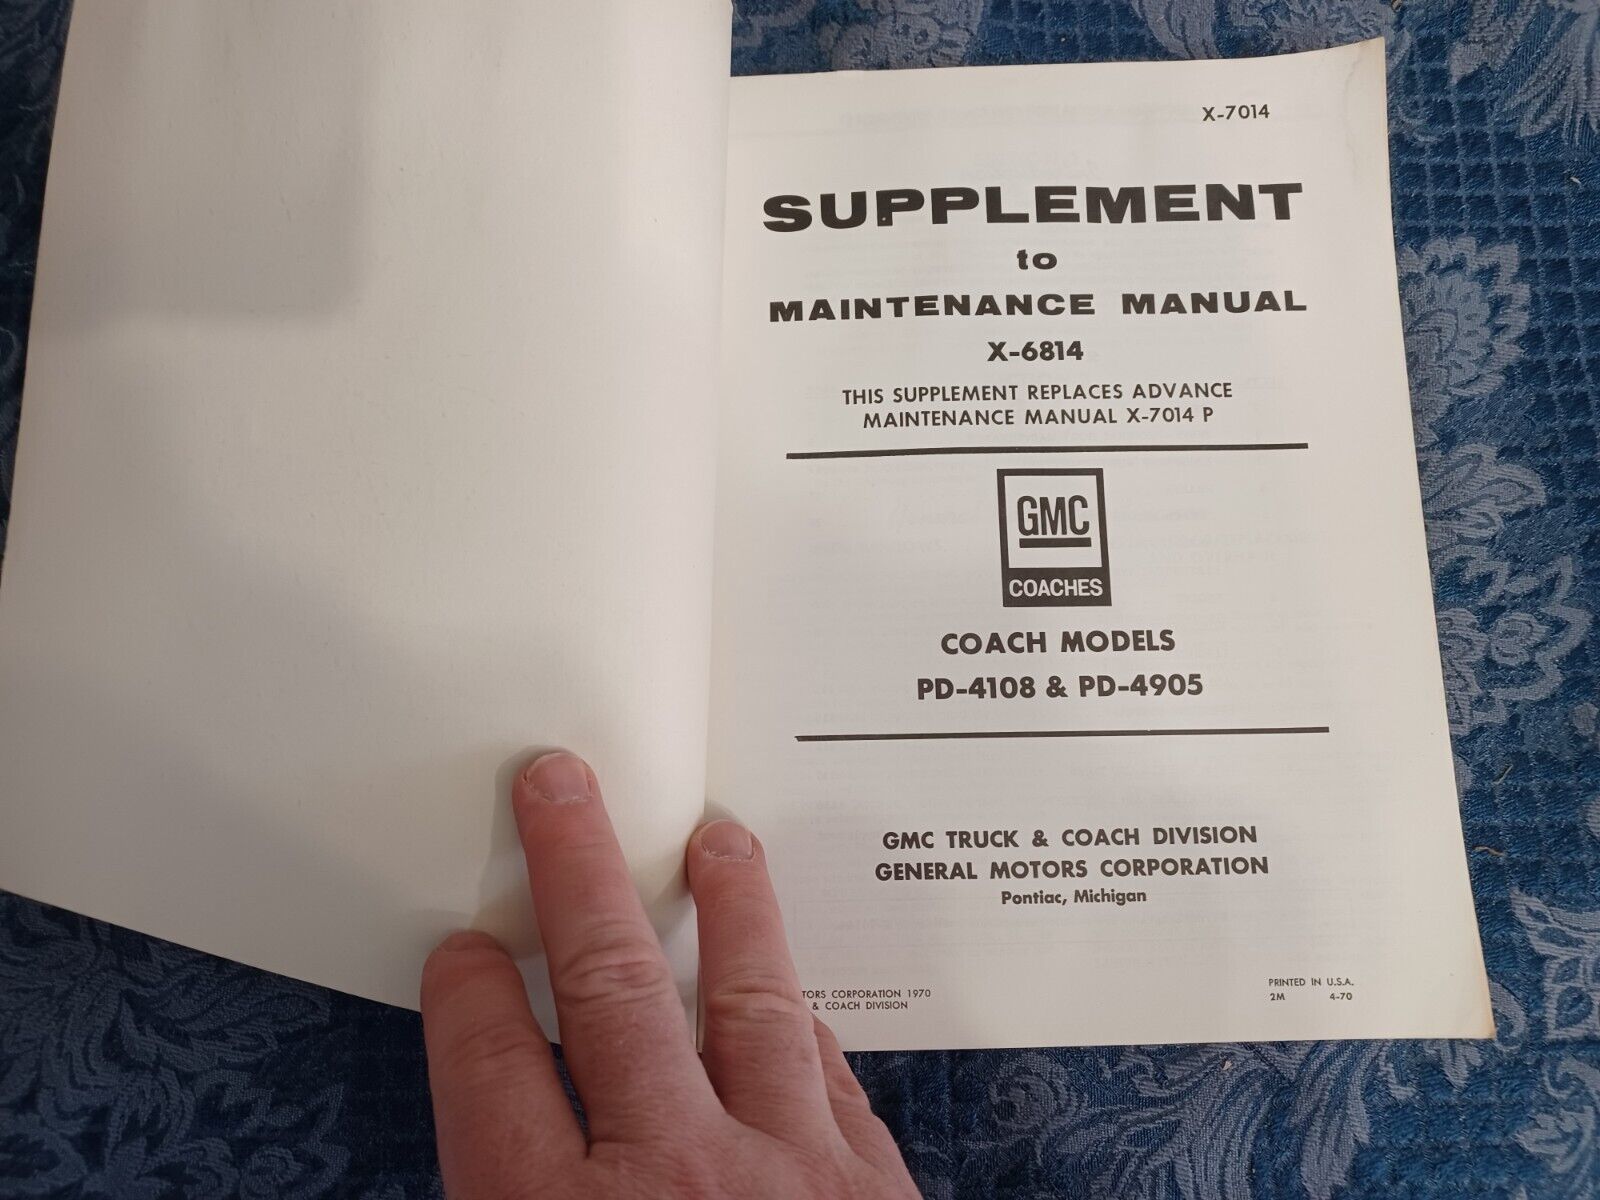 X-7014
SUPPLEMENT
to
MAINTENANCE MANUAL
X-6814
THIS SUPPLEMENT REPLACES ADVANCE
MAINTENANCE MANUAL X-7014 P
GMC
COACHES
COACH MODELS
PD-4108 & PD-4905
GMC TRUCK & COACH DIVISION
GENERAL MOTORS CORPORATION
Pontiac, Michigan
TORS CORPORATION 1970
& COACH DIVISION
PRINTED IN U.S.A.
2M 4-70